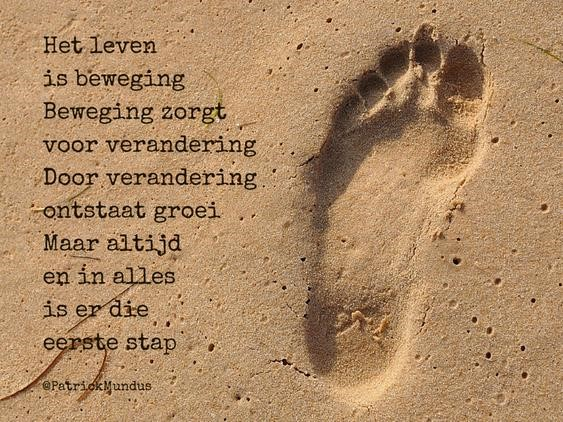 Het leven
is beweging
Beweging zorgt
voor verandering
Door verandering
ontstaat groei
Maar altijd
en in alles
is er die
eerste stap
@PatrickMundus